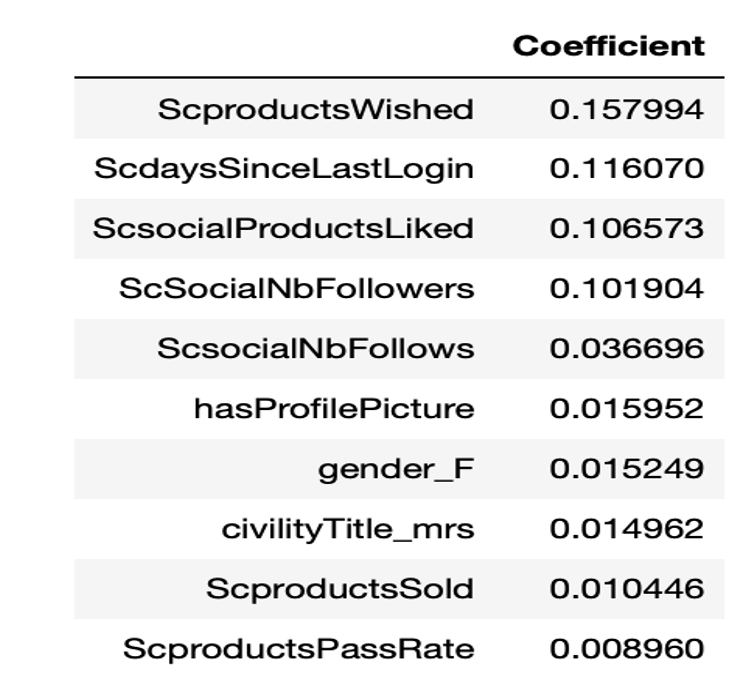 Coefficient
ScproductsWished 0.157994
ScdaysSinceLastLogin 0.116070
ScsocialProductsLiked 0.106573
ScSocialNbFollowers 0.101904
ScsocialNbFollows 0.036696
hasProfilePicture 0.015952
gender_F 0.015249
civilityTitle_mrs 0.014962
ScproductsSold 0.010446
ScproductsPassRate 0.008960